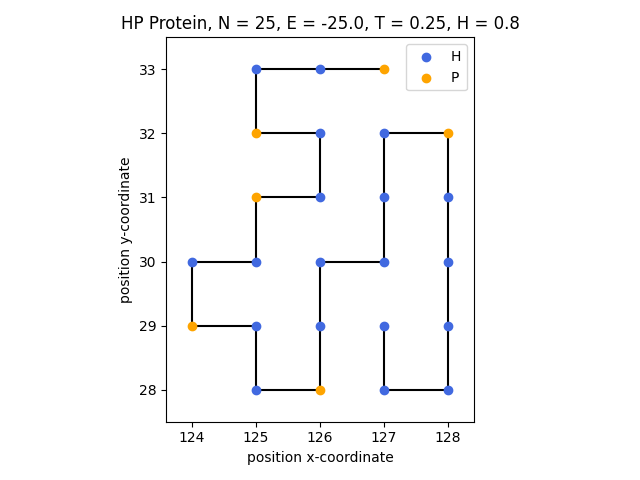 HP Protein, N = 25, E = -25.0, T = 0.25, H = 0.8
H
P
33
32
31
30
29
28
position y-coordinate
124 125 126 127 128
position x-coordinate